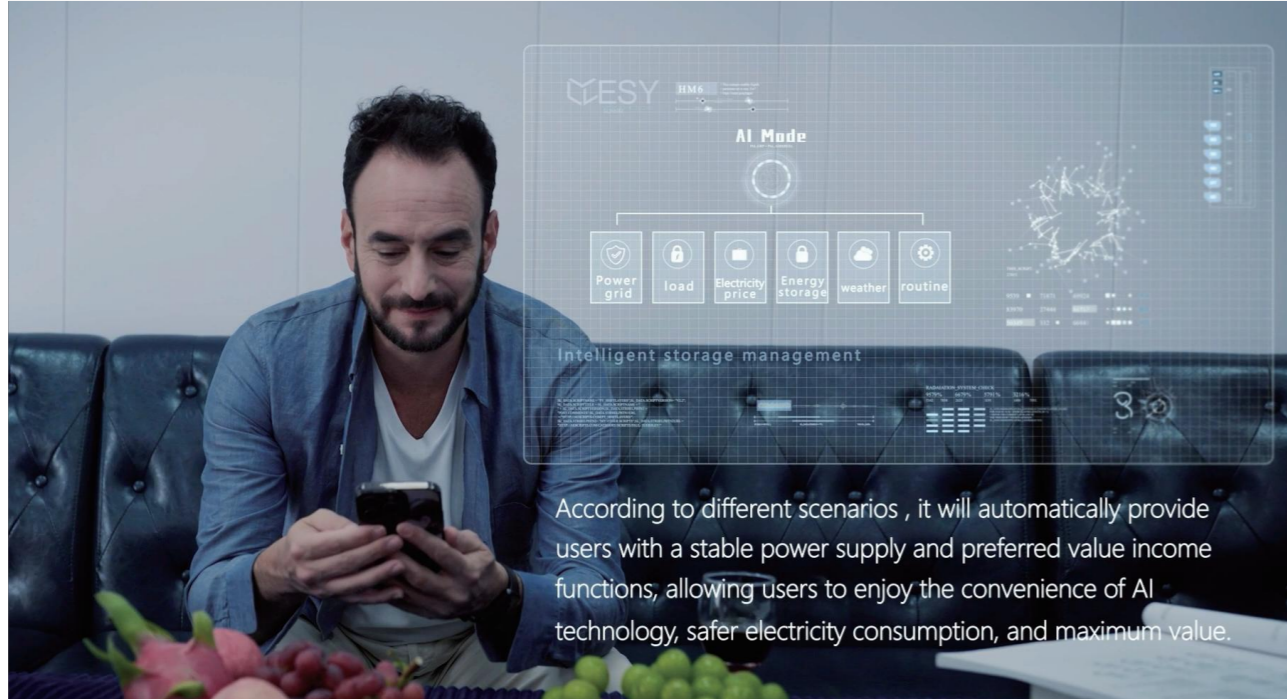 ESY
HM6
AI Mode
Power
grid
load
Electricity
price
Energy
storage
weather
routine
Intelligent storage management
RADIATION_SYSTEM_CHECK
According to different scenarios , it will automatically provide
users with a stable power supply and preferred value income
functions, allowing users to enjoy the convenience of AI
technology, safer electricity consumption, and maximum value.